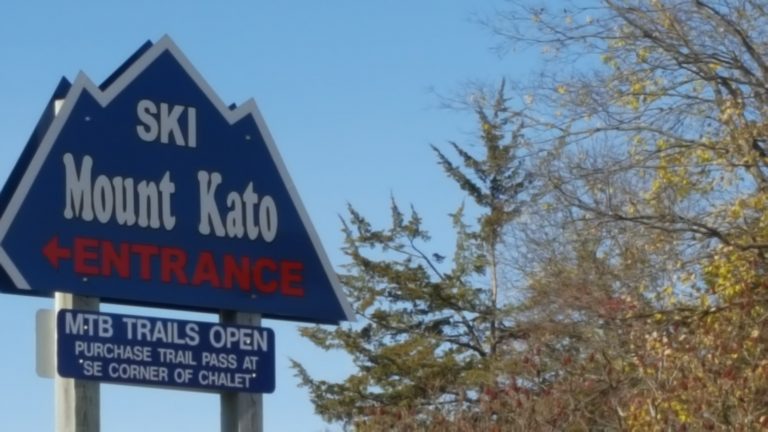 SKI
Mount Kato
←ENTRANCE
MTB TRAILS OPEN
PURCHASE TRAIL PASS AT
"SE CORNER OF CHALET"